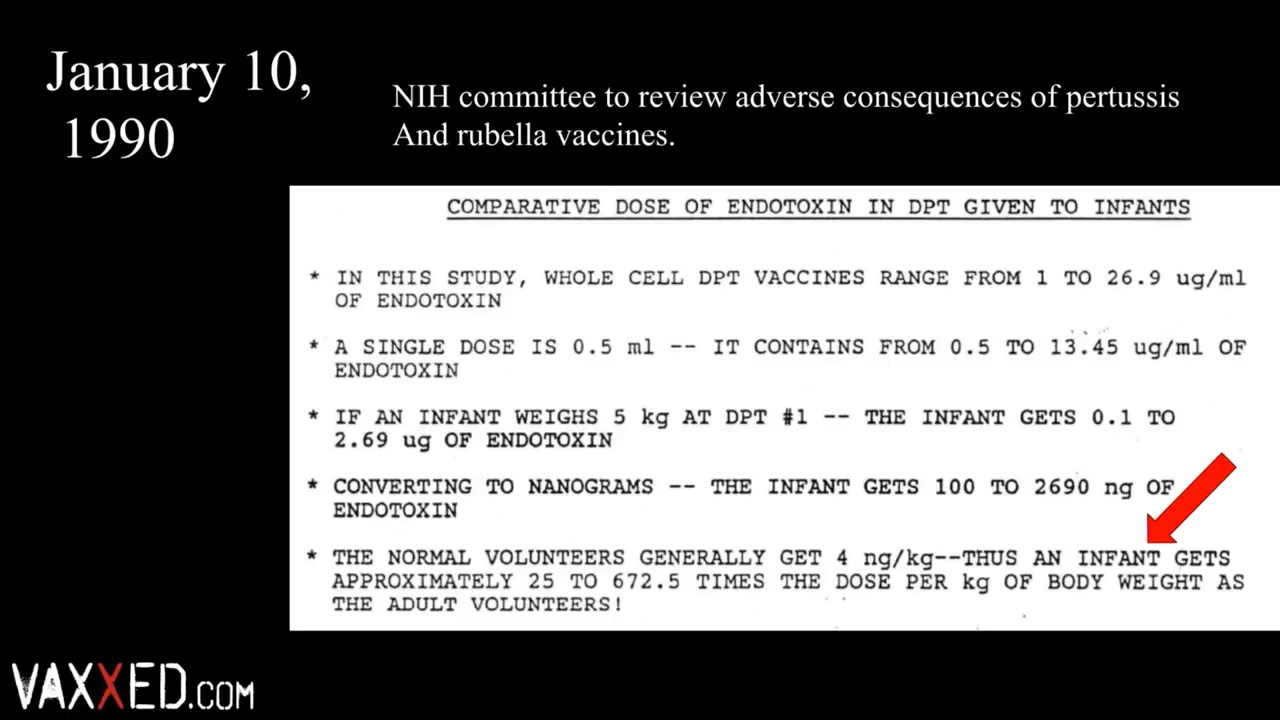 January 10,
1990
NIH committee to review adverse consequences of pertussis
And rubella vaccines.
COMPARATIVE DOSE OF ENDOTOXIN IN DPT GIVEN TO INFANTS
* IN THIS STUDY, WHOLE CELL DPT VACCINES RANGE FROM 1 TO 26.9 ug/ml
OF ENDOTOXIN
* A SINGLE DOSE IS 0.5 ml -- IT CONTAINS FROM 0.5 TO 13.45 ug/ml OF
ENDOTOXIN
* IF AN INFANT WEIGHS 5 kg AT DPT #1 -- THE INFANT GETS 0.1 TO
2.69 ug OF ENDOTOXIN
* CONVERTING TO NANOGRAMS -- THE INFANT GETS 100 TO 2690 ng OF
ENDOTOXIN
* THE NORMAL VOLUNTEERS GENERALLY GET 4 ng/kg--THUS AN INFANT GETS
APPROXIMATELY 25 TO 672.5 TIMES THE DOSE PER kg OF BODY WEIGHT AS
THE ADULT VOLUNTEERS!
VAXXED.COM